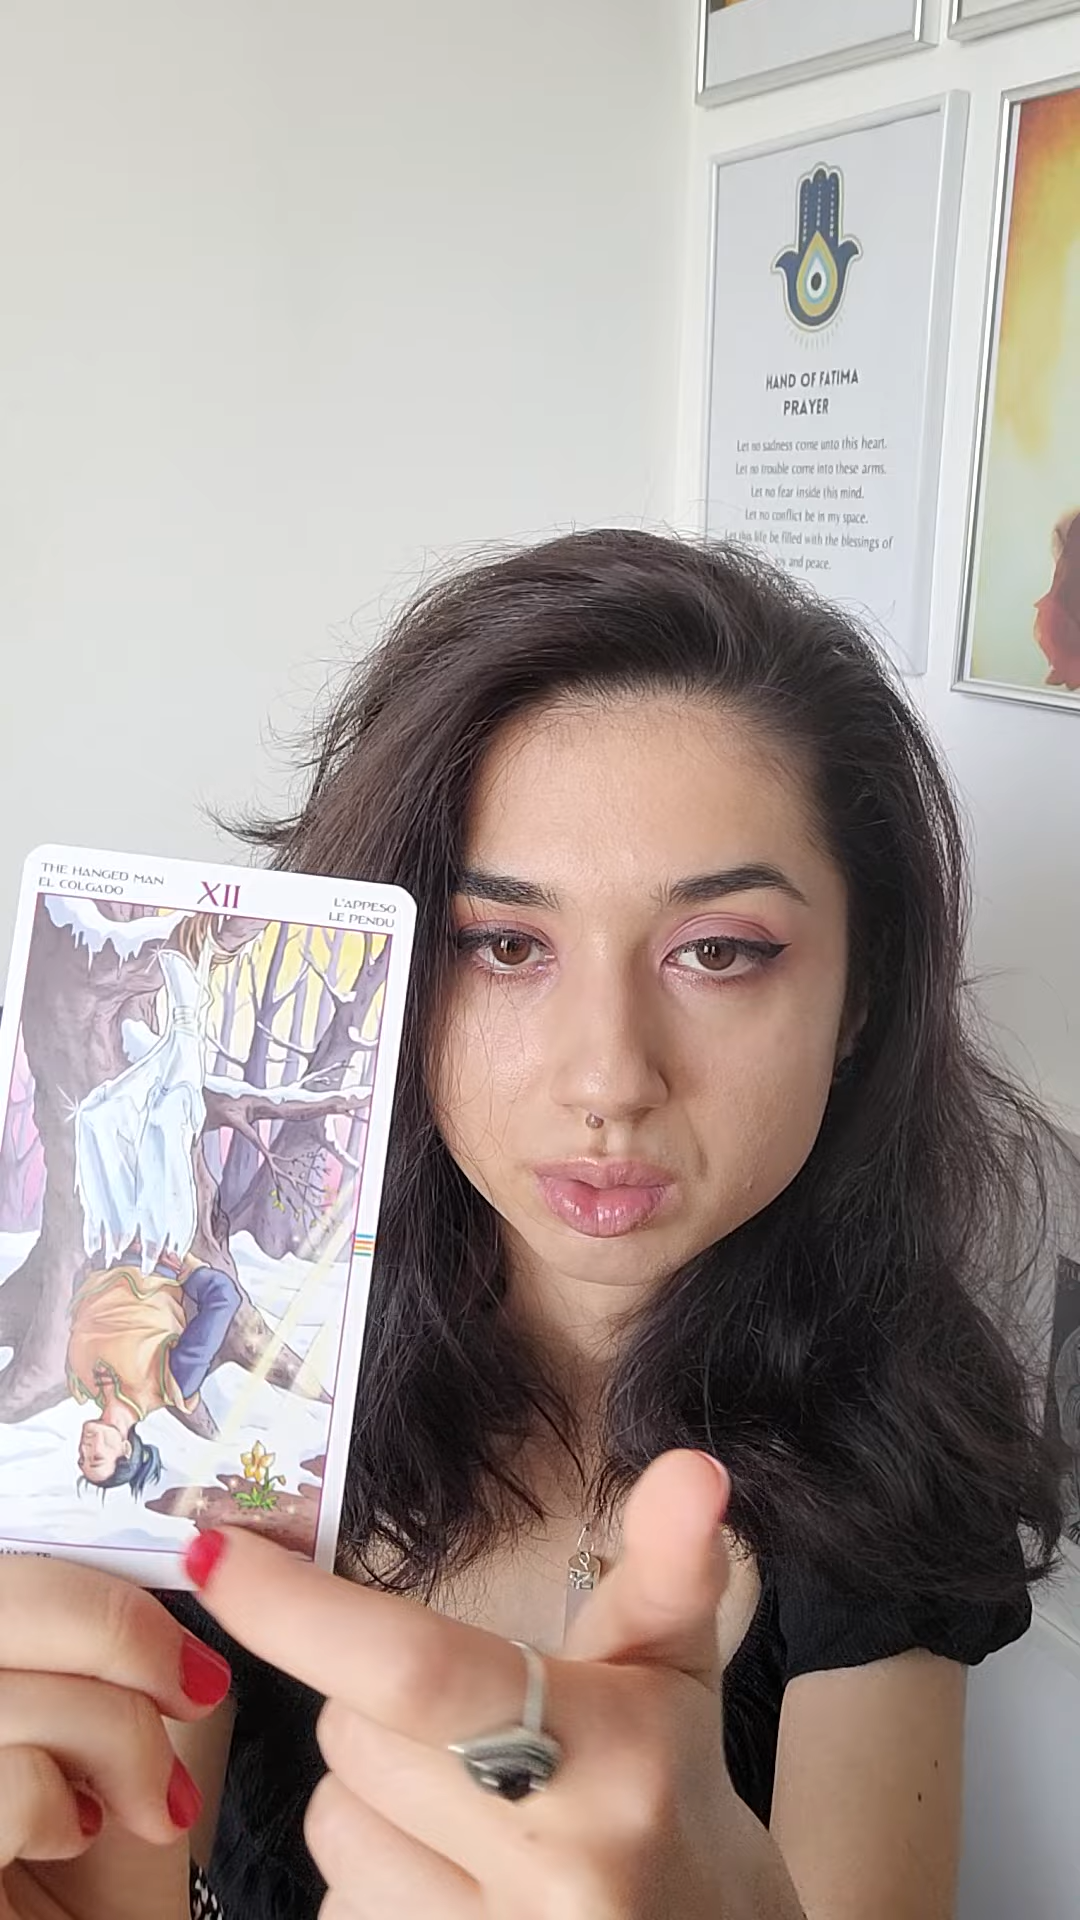 HAND OF FATIMA
PRAYER
Let no sadness come unto this heart.
Let no trouble come into these arms.
Let no fear inside this mind.
Let no conflict be in my space.
Let this life be filled with the blessings of
joy and peace.
THE HANGED MAN
EL COLGADO
XII
L'APPESO
LE PENDU